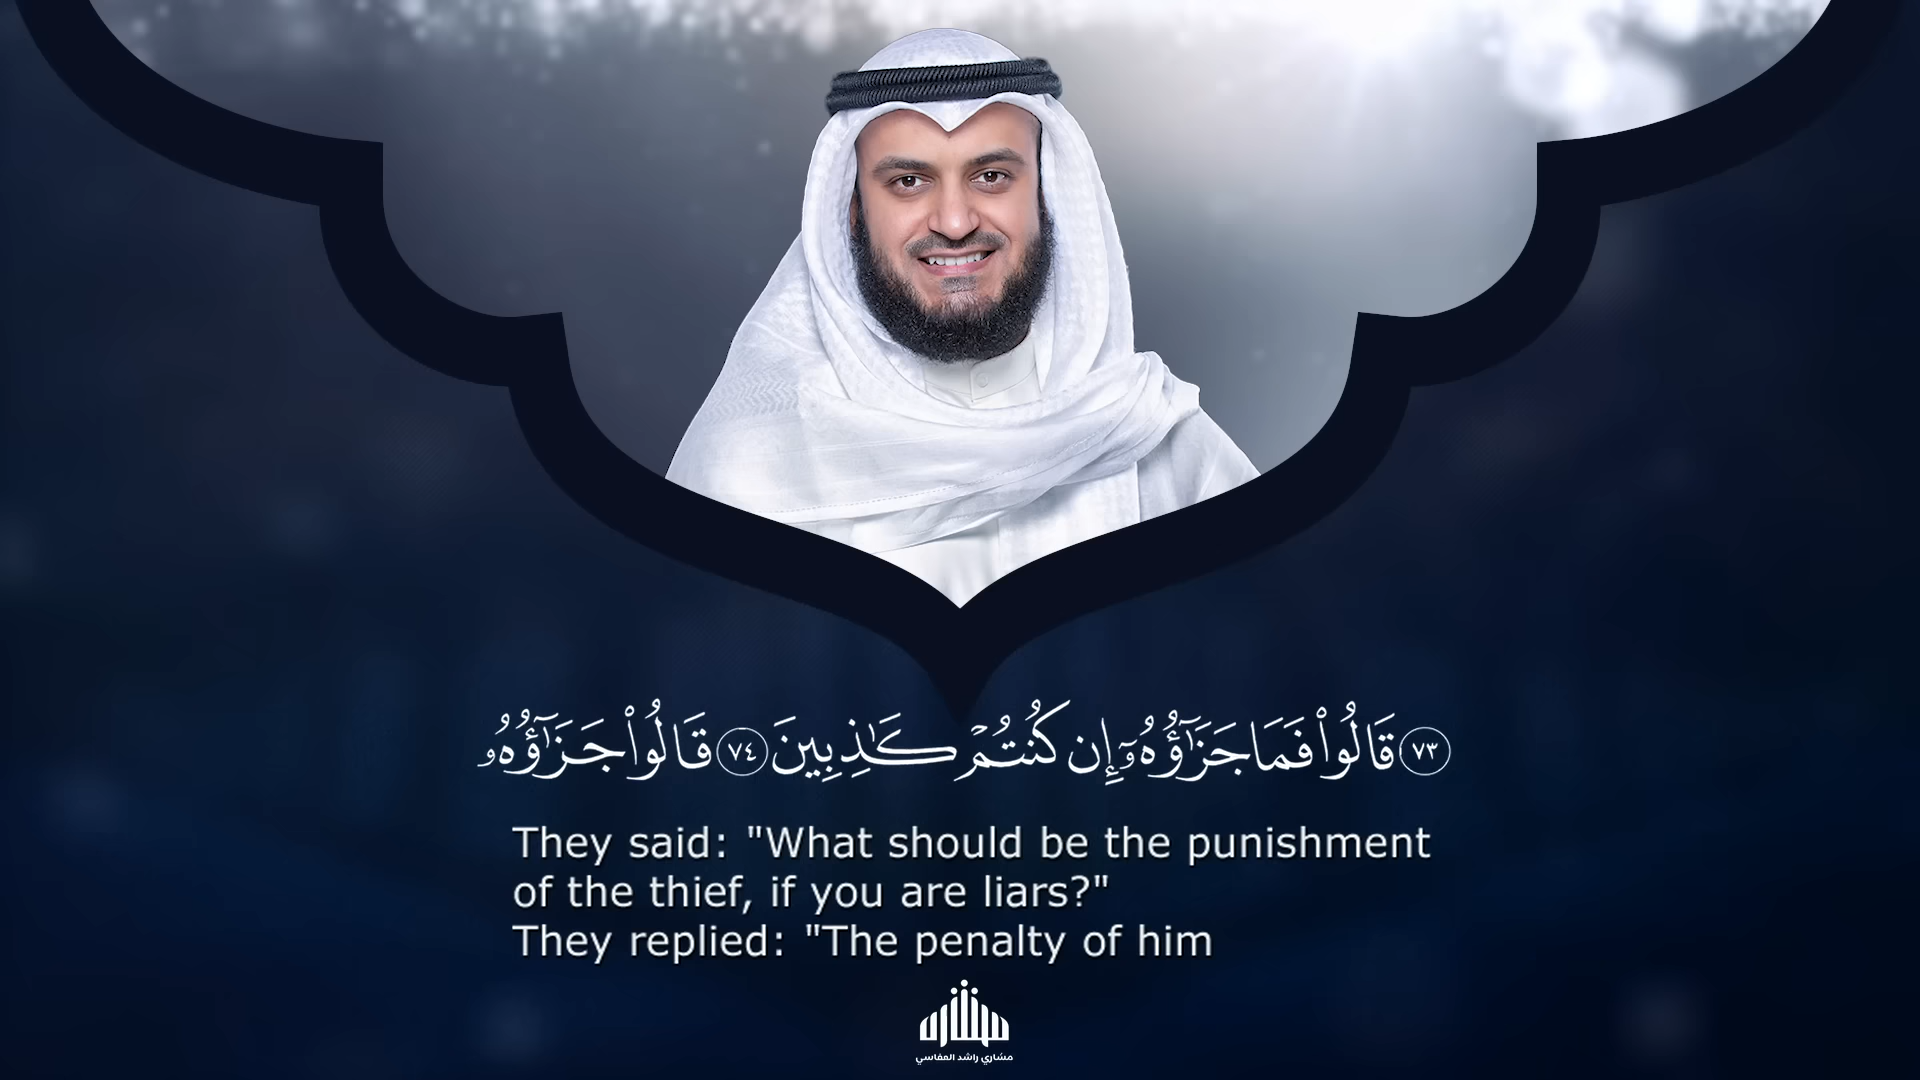 ٧٣ قَالُوا۟ فَمَا جَزَٰٓؤُهُۥٓ إِن كُنتُمْ كَـٰذِبِينَ ٧٤ قَالُوا۟ جَزَٰٓؤُهُۥ
They said: "What should be the punishment
of the thief, if you are liars?"
They replied: "The penalty of him
مشاري راشد العفاسي